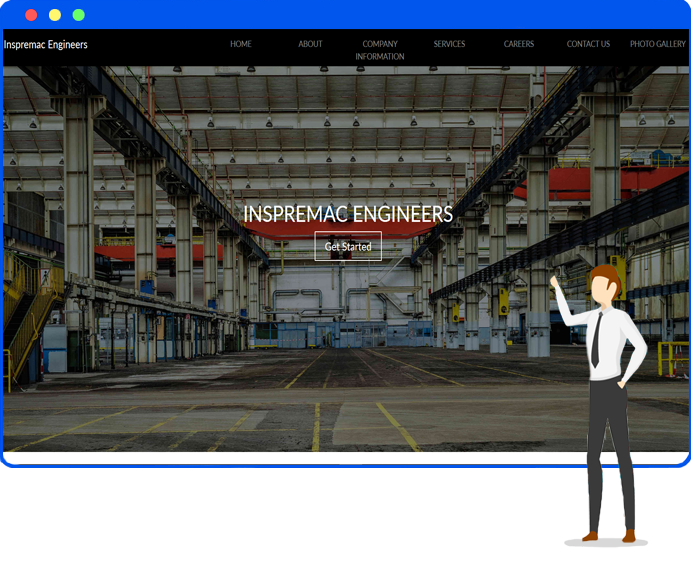 Inspremac Engineers
HOME
ABOUT
COMPANY
INFORMATION
SERVICES
CAREERS
CONTACT US
PHOTO GALLERY
INSPREMAC ENGINEERS
Get Started